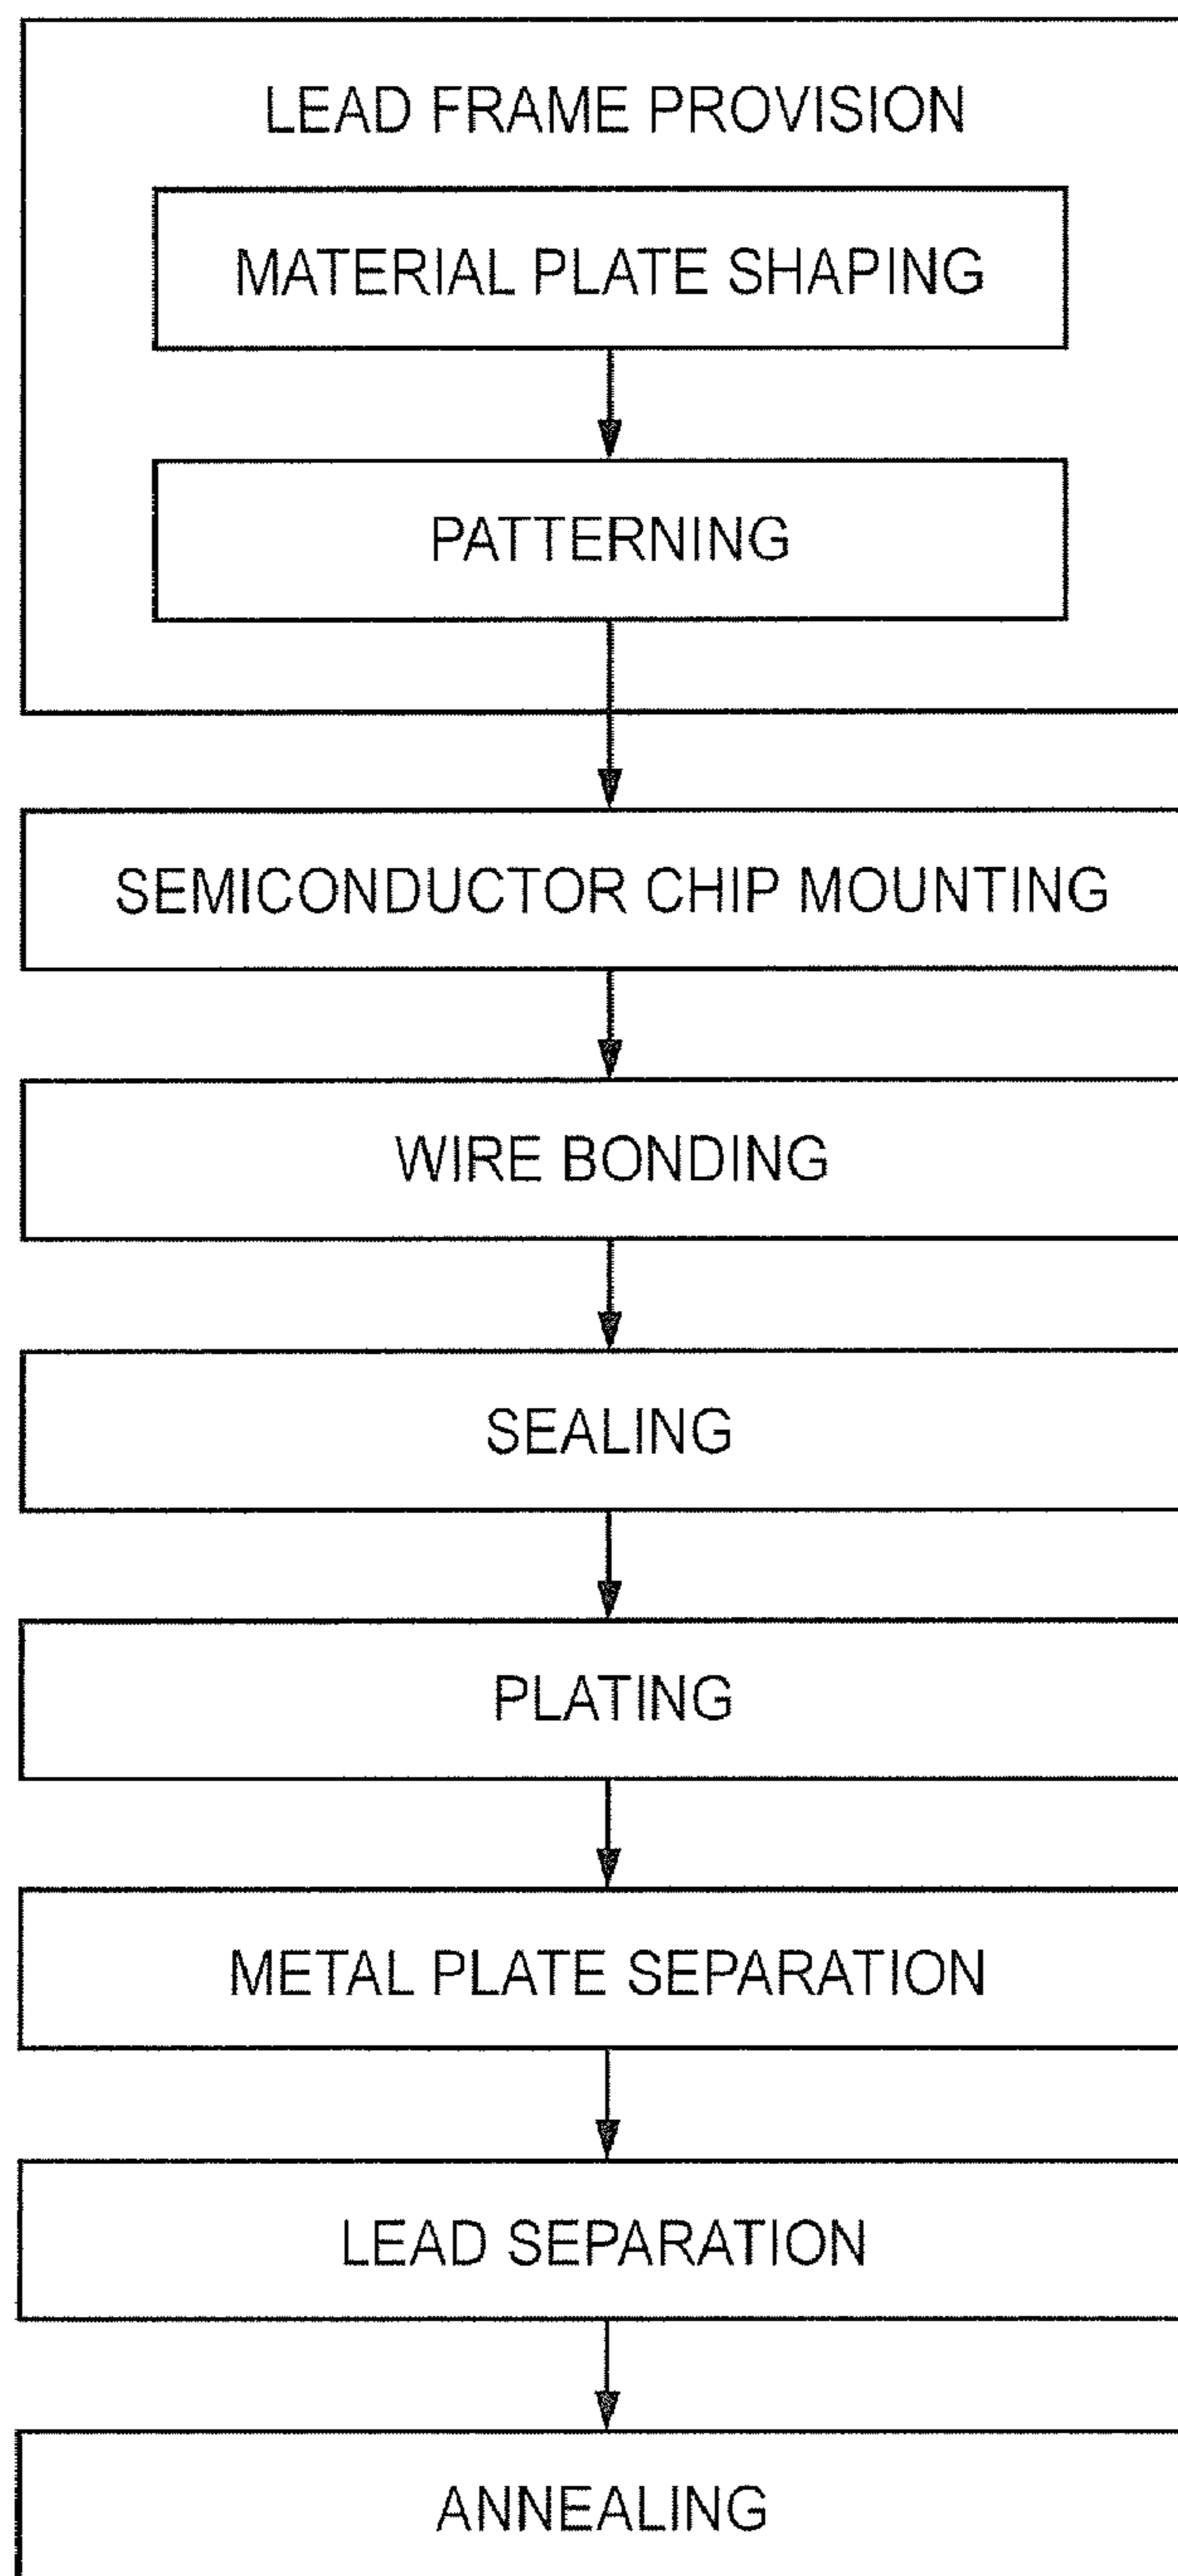 LEAD FRAME PROVISION
MATERIAL PLATE SHAPING
PATTERNING
SEMICONDUCTOR CHIP MOUNTING
WIRE BONDING
SEALING
PLATING
METAL PLATE SEPARATION
LEAD SEPARATION
ANNEALING